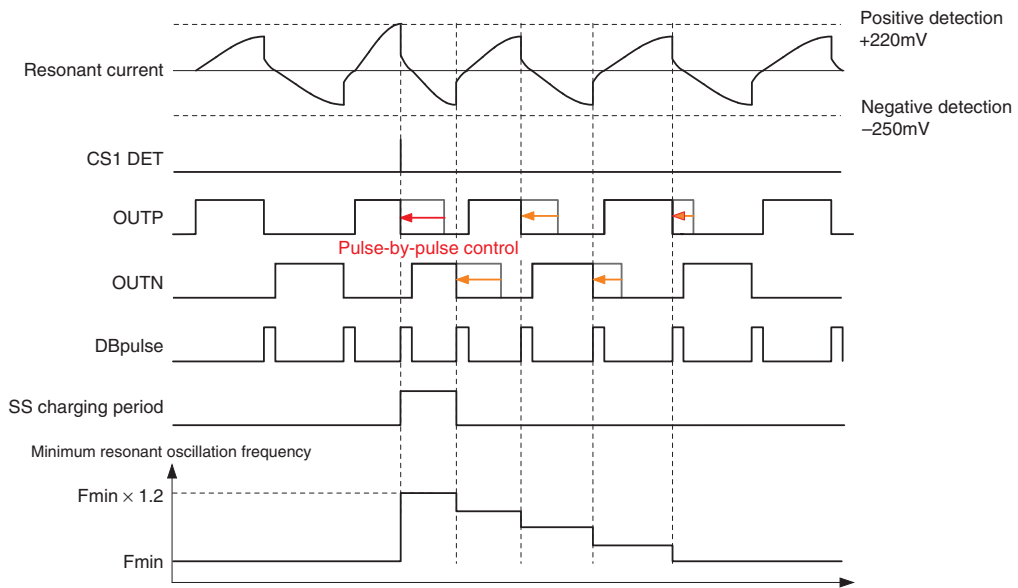 Positive detection
+220mV
Resonant current
Negative detection
–250mV
CS1 DET
OUTP
Pulse-by-pulse control
OUTN
DBpulse
SS charging period
Minimum resonant oscillation frequency
Fmin × 1.2
Fmin